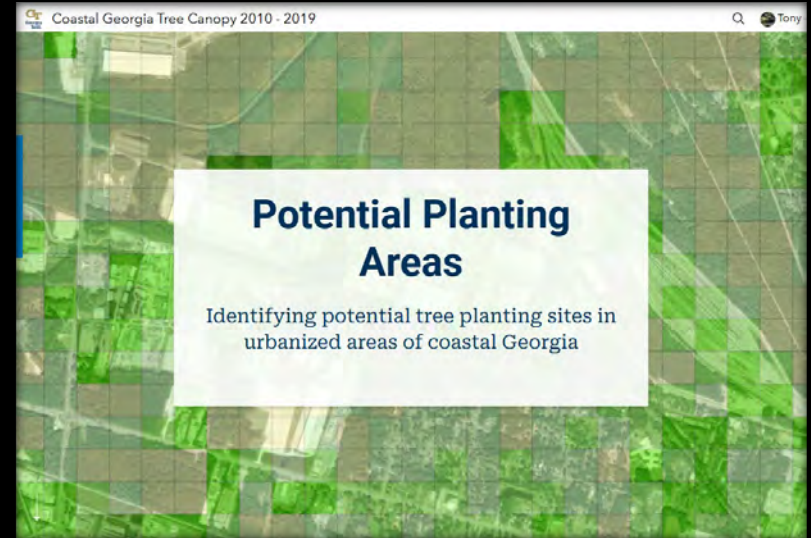 Coastal Georgia Tree Canopy 2010 - 2019
Tony
Potential Planting
Areas
Identifying potential tree planting sites in
urbanized areas of coastal Georgia